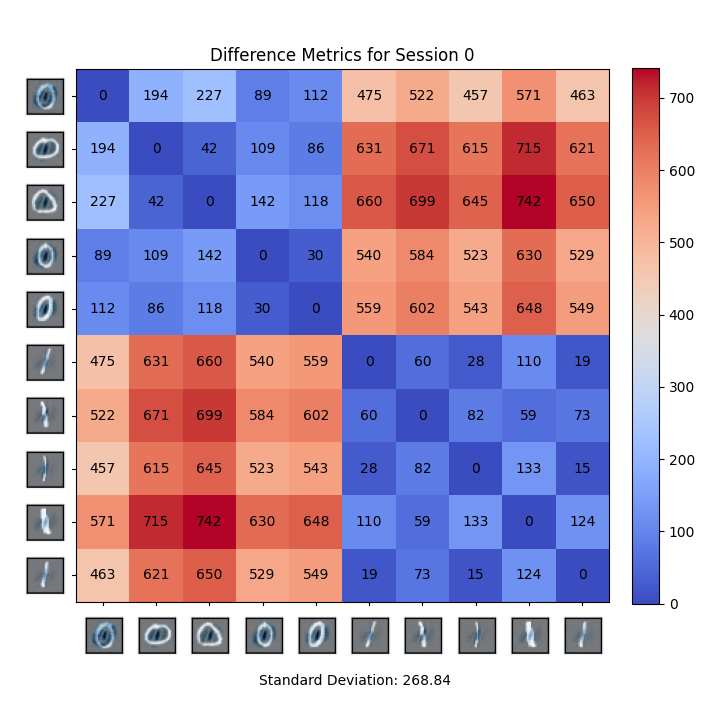 Difference Metrics for Session 0
0 194 227 89 112 475 522 457 571 463
194 0 42 109 86 631 671 615 715 621
227 42 0 142 118 660 699 645 742 650
89 109 142 0 30 540 584 523 630 529
112 86 118 30 0 559 602 543 648 549
475 631 660 540 559 0 60 28 110 19
522 671 699 584 602 60 0 82 59 73
457 615 645 523 543 28 82 0 133 15
571 715 742 630 648 110 59 133 0 124
463 621 650 529 549 19 73 15 124 0
700
600
500
400
300
200
100
0
Standard Deviation: 268.84